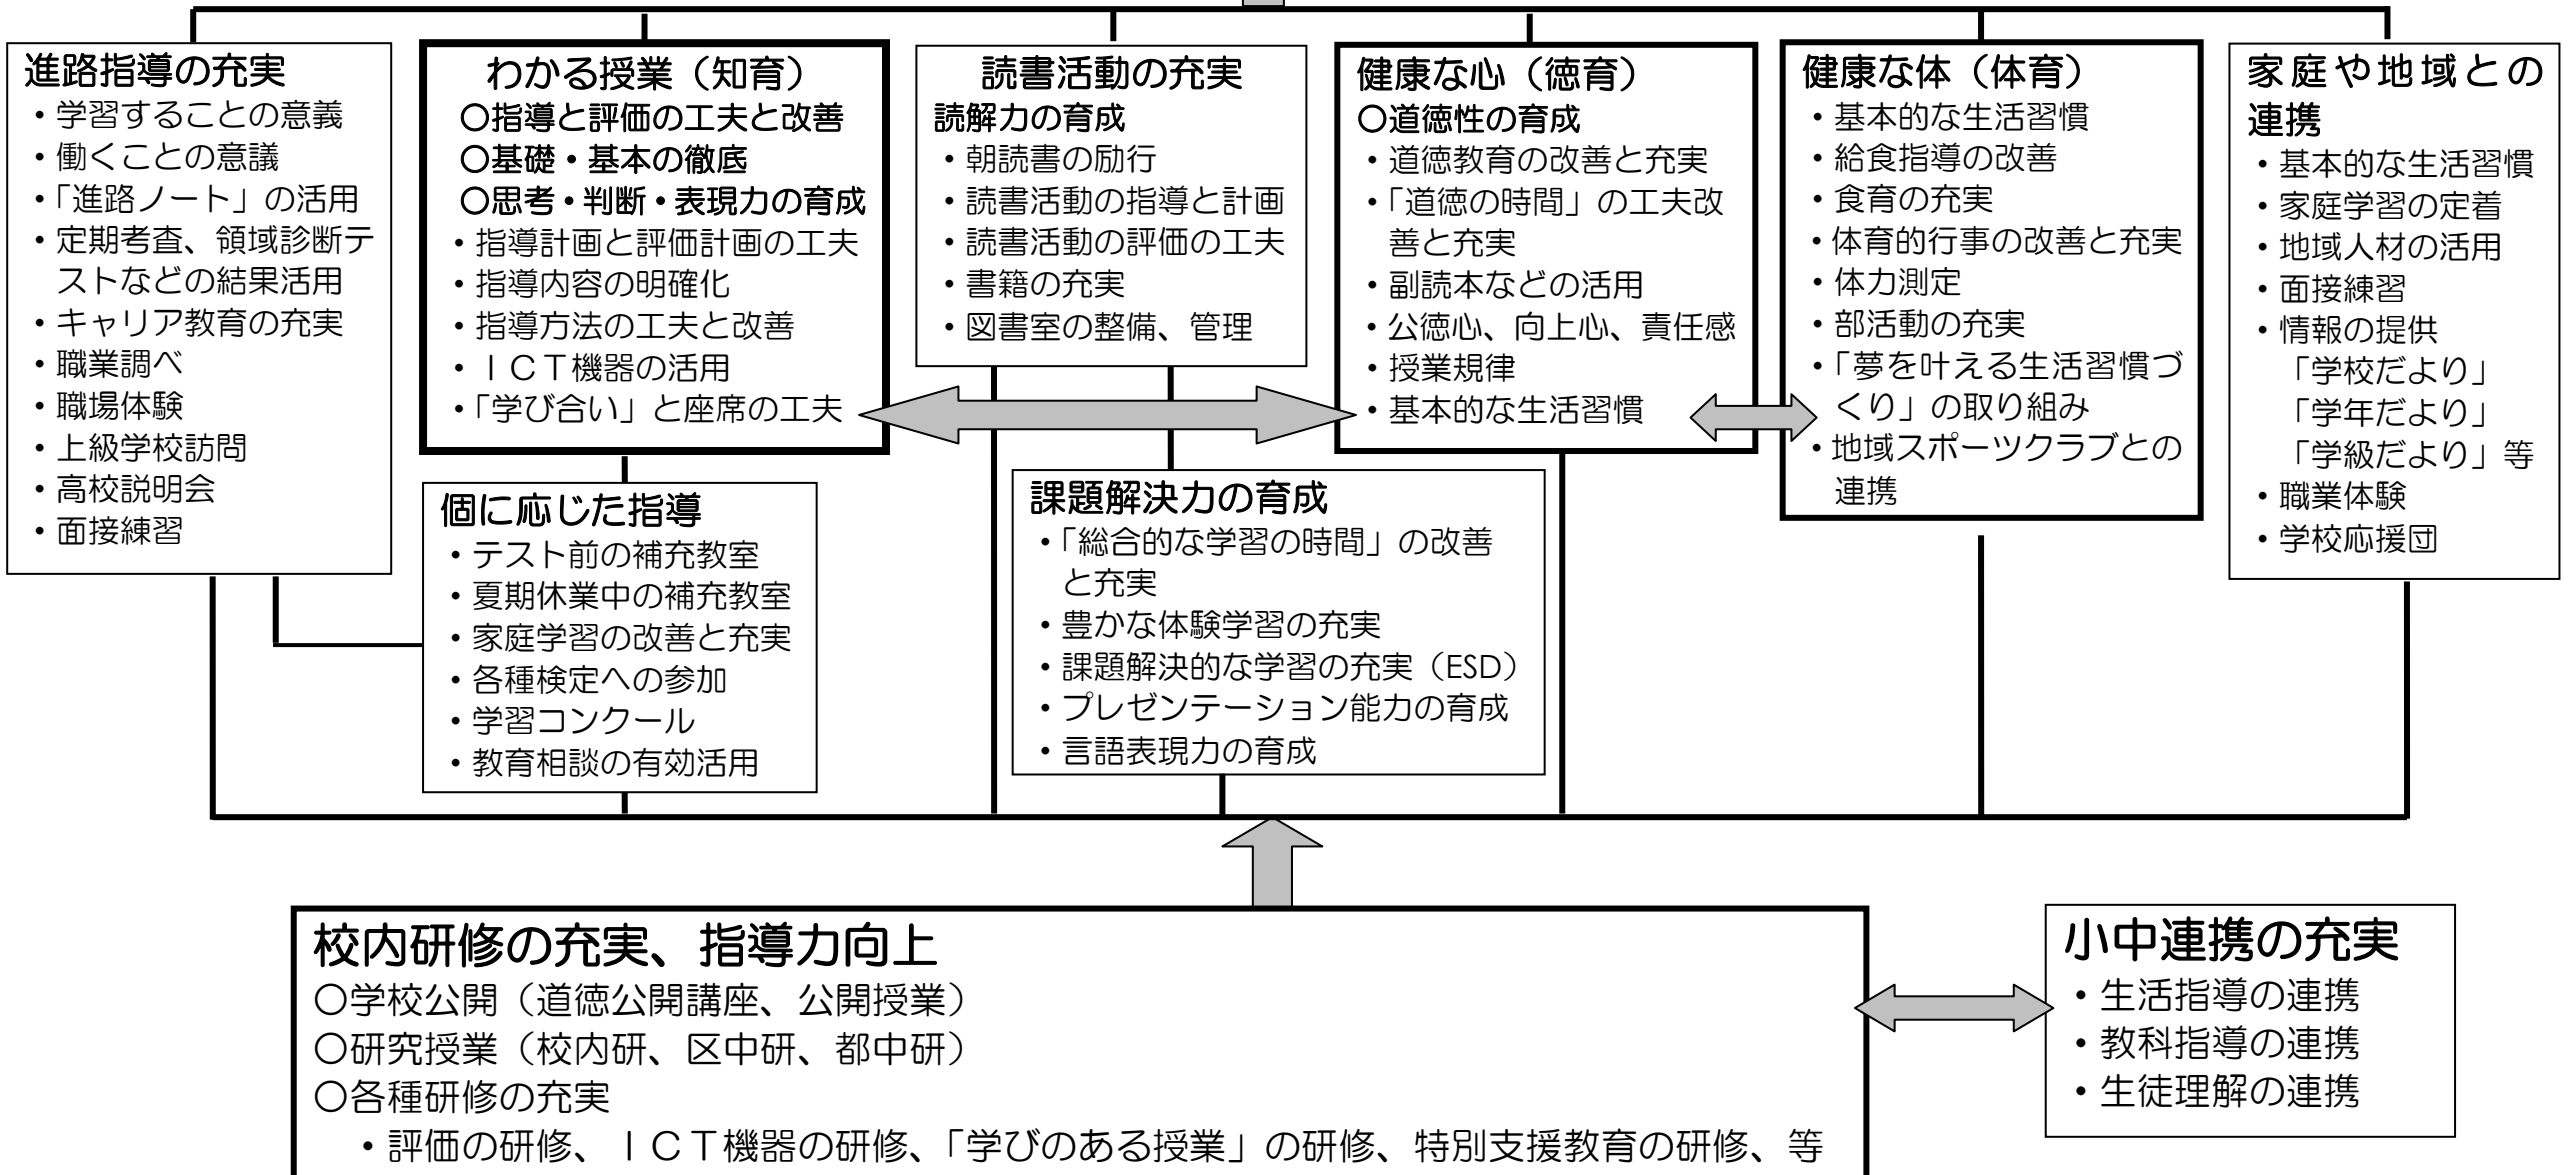 進路指導の充実
・学習することの意義
・働くことの意議
・「進路ノート」の活用
・定期考査、領域診断テ
ストなどの結果活用
・キャリア教育の充実
・職業調べ
・職場体験
・上級学校訪問
・高校説明会
・面接練習
わかる授業（知育）
○指導と評価の工夫と改善
○基礎・基本の徹底
○思考・判断・表現力の育成
・指導計画と評価計画の工夫
・指導内容の明確化
・指導方法の工夫と改善
・ＩＣＴ機器の活用
・「学び合い」と座席の工夫
読書活動の充実
読解力の育成
・朝読書の励行
・読書活動の指導と計画
・読書活動の評価の工夫
・書籍の充実
・図書室の整備、管理
健康な心（徳育）
○道徳性の育成
・道徳教育の改善と充実
・「道徳の時間」の工夫改
善と充実
・副読本などの活用
・公徳心、向上心、責任感
・授業規律
・基本的な生活習慣
健康な体（体育）
・基本的な生活習慣
・給食指導の改善
・食育の充実
・体育的行事の改善と充実
・体力測定
・部活動の充実
・「夢を叶える生活習慣づ
くり」の取り組み
・地域スポーツクラブとの
連携
家庭や地域との
連携
・基本的な生活習慣
・家庭学習の定着
・地域人材の活用
・面接練習
・情報の提供
「学校だより」
「学年だより」
「学級だより」等
・職業体験
・学校応援団
個に応じた指導
・テスト前の補充教室
・夏期休業中の補充教室
・家庭学習の改善と充実
・各種検定への参加
・学習コンクール
・教育相談の有効活用
課題解決力の育成
・「総合的な学習の時間」の改善
と充実
・豊かな体験学習の充実
・課題解決的な学習の充実（ESD）
・プレゼンテーション能力の育成
・言語表現力の育成
校内研修の充実、指導力向上
○学校公開（道徳公開講座、公開授業）
○研究授業（校内研、区中研、都中研）
○各種研修の充実
・評価の研修、ＩＣＴ機器の研修、「学びのある授業」の研修、特別支援教育の研修、等
小中連携の充実
・生活指導の連携
・教科指導の連携
・生徒理解の連携